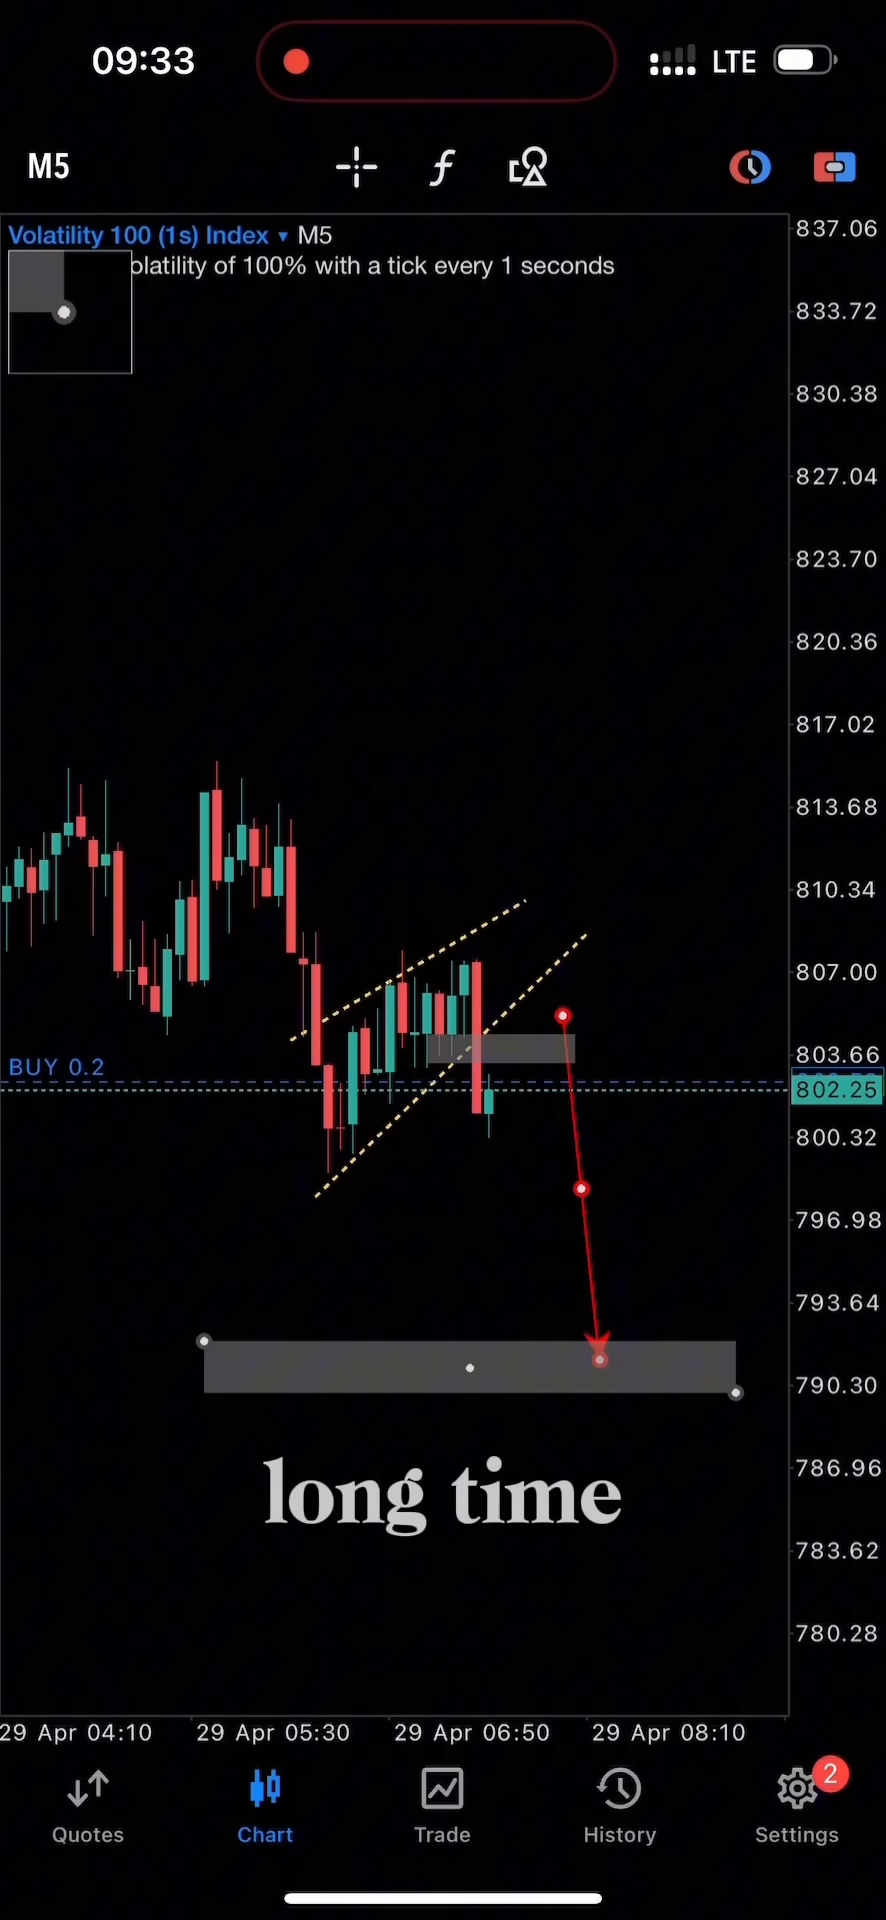 09:33
LTE
M5
f
Volatility 100 (1s) Index ▾ M5
olatility of 100% with a tick every 1 seconds
837.06
833.72
830.38
827.04
823.70
820.36
817.02
813.68
810.34
807.00
803.66
BUY 0.2
802.25
800.32
796.98
793.64
790.30
786.96
long time
783.62
780.28
29 Apr 04:10 29 Apr 05:30 29 Apr 06:50 29 Apr 08:10
2
Quotes Chart Trade History Settings